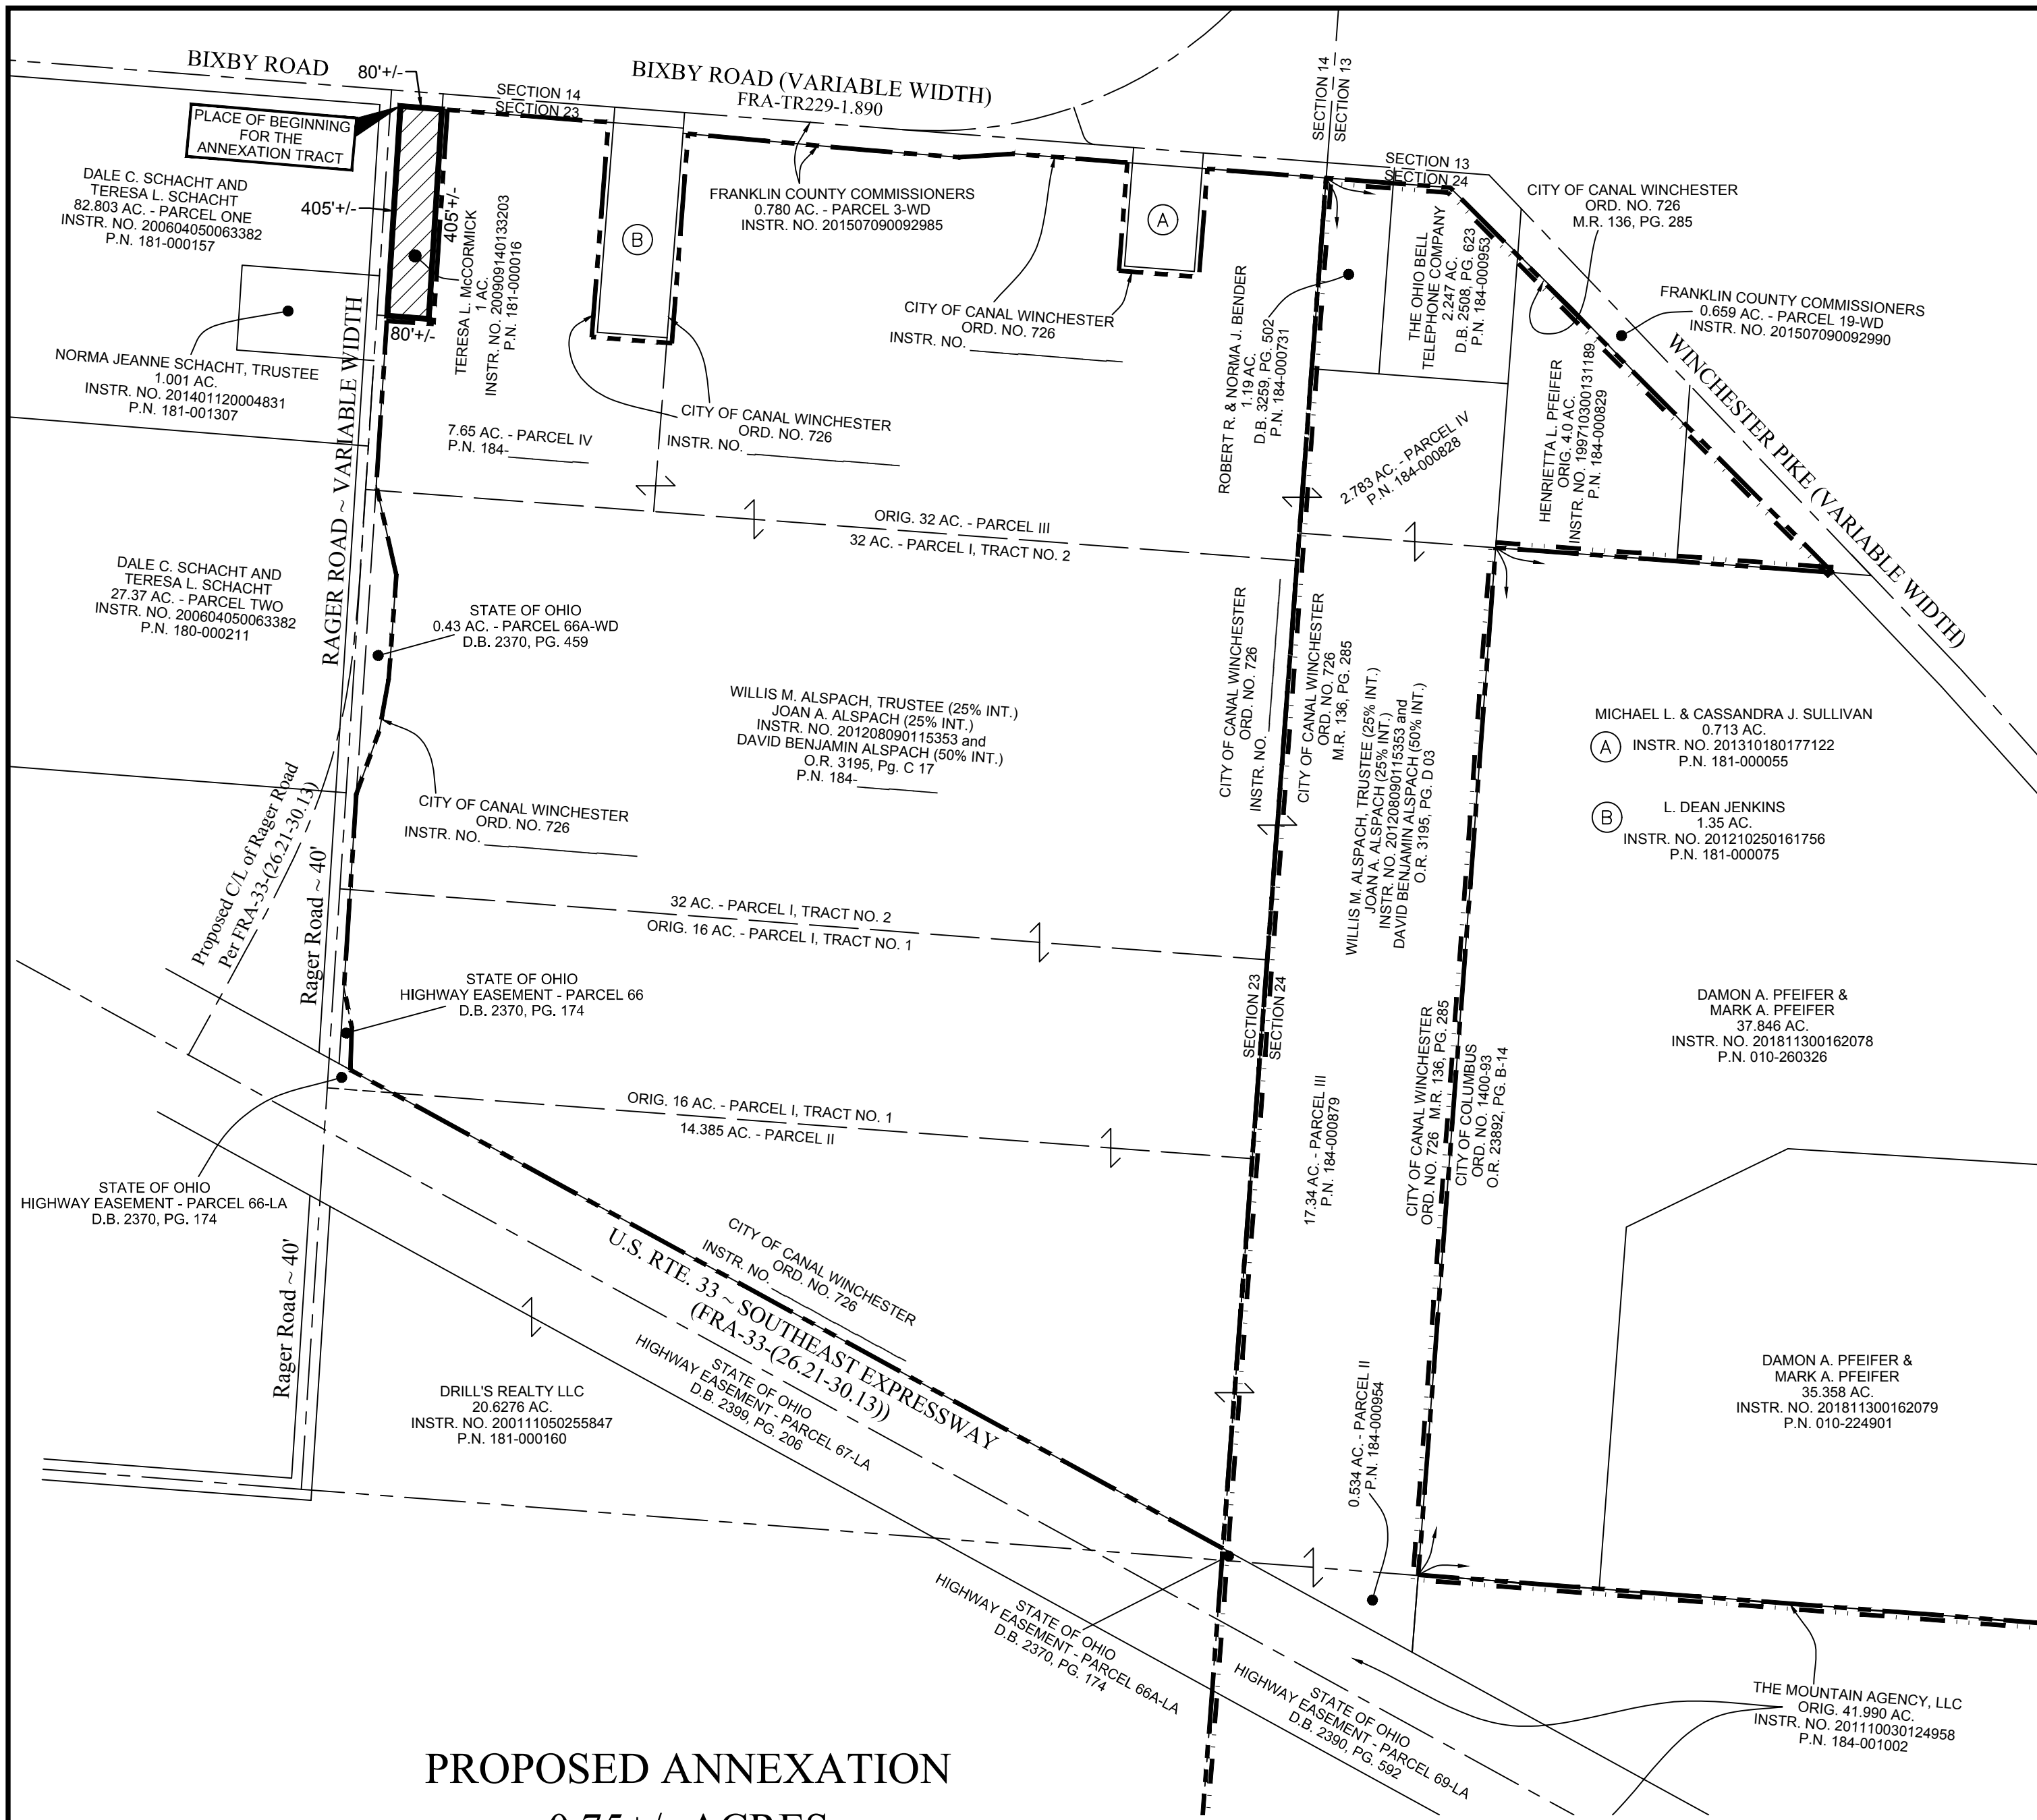 BIXBY ROAD
80'+/-
SECTION 14
SECTION 23
BIXBY ROAD (VARIABLE WIDTH)
FRA-TR229-1.890
SECTION 14
SECTION 13
SECTION 13
SECTION 24
PLACE OF BEGINNING
FOR THE
ANNEXATION TRACT
DALE C. SCHACHT AND
TERESA L. SCHACHT
82.803 AC. - PARCEL ONE
INSTR. NO. 200604050063382
P.N. 181-000157
405'+/-
405'+/-
80'+/-
TERESA L. McCORMICK
1 AC.
INSTR. NO. 200909140133203
P.N. 181-000016
B
FRANKLIN COUNTY COMMISSIONERS
0.780 AC. - PARCEL 3-WD
INSTR. NO. 201507090092985
A
CITY OF CANAL WINCHESTER
ORD. NO. 726
INSTR. NO.
ROBERT R. & NORMA J. BENDER
1.19 AC.
D.B. 3259, PG. 502
P.N. 184-000731
THE OHIO BELL
TELEPHONE COMPANY
2.247 AC.
D.B. 2508, PG. 623
P.N. 184-000953
CITY OF CANAL WINCHESTER
ORD. NO. 726
M.R. 136, PG. 285
FRANKLIN COUNTY COMMISSIONERS
0.659 AC. - PARCEL 19-WD
INSTR. NO. 201507090092990
WINCHESTER PIKE (VARIABLE WIDTH)
HENRIETTA L. PFEIFER
ORIG. 4.0 AC.
INSTR. NO. 199710300131189
P.N. 184-000829
NORMA JEANNE SCHACHT, TRUSTEE
1.001 AC.
INSTR. NO. 201401120004831
P.N. 181-001307
RAGER ROAD ~ VARIABLE WIDTH
7.65 AC. - PARCEL IV
P.N. 184-
CITY OF CANAL WINCHESTER
ORD. NO. 726
INSTR. NO.
2.783 AC. - PARCEL IV
P.N. 184-000828
ORIG. 32 AC. - PARCEL III
32 AC. - PARCEL I, TRACT NO. 2
DALE C. SCHACHT AND
TERESA L. SCHACHT
27.37 AC. - PARCEL TWO
INSTR. NO. 200604050063382
P.N. 180-000211
STATE OF OHIO
0.43 AC. - PARCEL 66A-WD
D.B. 2370, PG. 459
WILLIS M. ALSPACH, TRUSTEE (25% INT.)
JOAN A. ALSPACH (25% INT.)
INSTR. NO. 201208090115353 and
DAVID BENJAMIN ALSPACH (50% INT.)
O.R. 3195, Pg. C 17
P.N. 184-
CITY OF CANAL WINCHESTER
ORD. NO. 726
INSTR. NO.
CITY OF CANAL WINCHESTER
ORD. NO. 726
M.R. 136, PG. 285
WILLIS M. ALSPACH, TRUSTEE (25% INT.)
JOAN A. ALSPACH (25% INT.)
INSTR. NO. 201208090115353 and
DAVID BENJAMIN ALSPACH (50% INT.)
O.R. 3195, PG. D 03
MICHAEL L. & CASSANDRA J. SULLIVAN
0.713 AC.
A
INSTR. NO. 201310180177122
P.N. 181-000055
L. DEAN JENKINS
B
1.35 AC.
INSTR. NO. 201210250161756
P.N. 181-000075
Proposed C/L of Rager Road
Per FRA-33-(26.21-30.13)
Rager Road ~ 40'
CITY OF CANAL WINCHESTER
ORD. NO. 726
INSTR. NO.
32 AC. - PARCEL I, TRACT NO. 2
ORIG. 16 AC. - PARCEL I, TRACT NO. 1
STATE OF OHIO
HIGHWAY EASEMENT - PARCEL 66
D.B. 2370, PG. 174
SECTION 23
SECTION 24
DAMON A. PFEIFER &
MARK A. PFEIFER
37.846 AC.
INSTR. NO. 201811300162078
P.N. 010-260326
ORIG. 16 AC. - PARCEL I, TRACT NO. 1
14.385 AC. - PARCEL II
17.34 AC. - PARCEL III
P.N. 184-000879
CITY OF CANAL WINCHESTER
ORD. NO. 726 M.R. 136, PG. 285
CITY OF COLUMBUS
ORD. NO. 1400-93
O.R. 23892, PG. B-14
STATE OF OHIO
HIGHWAY EASEMENT - PARCEL 66-LA
D.B. 2370, PG. 174
Rager Road ~ 40'
CITY OF CANAL WINCHESTER
ORD. NO. 726
INSTR. NO.
U.S. RTE. 33 ~ SOUTHEAST EXPRESSWAY
(FRA-33-(26.21-30.13))
STATE OF OHIO
HIGHWAY EASEMENT - PARCEL 67-LA
D.B. 2399, PG. 206
DRILL'S REALTY LLC
20.6276 AC.
INSTR. NO. 200111050255847
P.N. 181-000160
0.534 AC. - PARCEL II
P.N. 184-000954
DAMON A. PFEIFER &
MARK A. PFEIFER
35.358 AC.
INSTR. NO. 201811300162079
P.N. 010-224901
STATE OF OHIO
HIGHWAY EASEMENT - PARCEL 66A-LA
D.B. 2370, PG. 174
STATE OF OHIO
HIGHWAY EASEMENT - PARCEL 69-LA
D.B. 2390, PG. 592
THE MOUNTAIN AGENCY, LLC
ORIG. 41.990 AC.
INSTR. NO. 201110030124958
P.N. 184-001002
PROPOSED ANNEXATION
0.75+/- ACRES